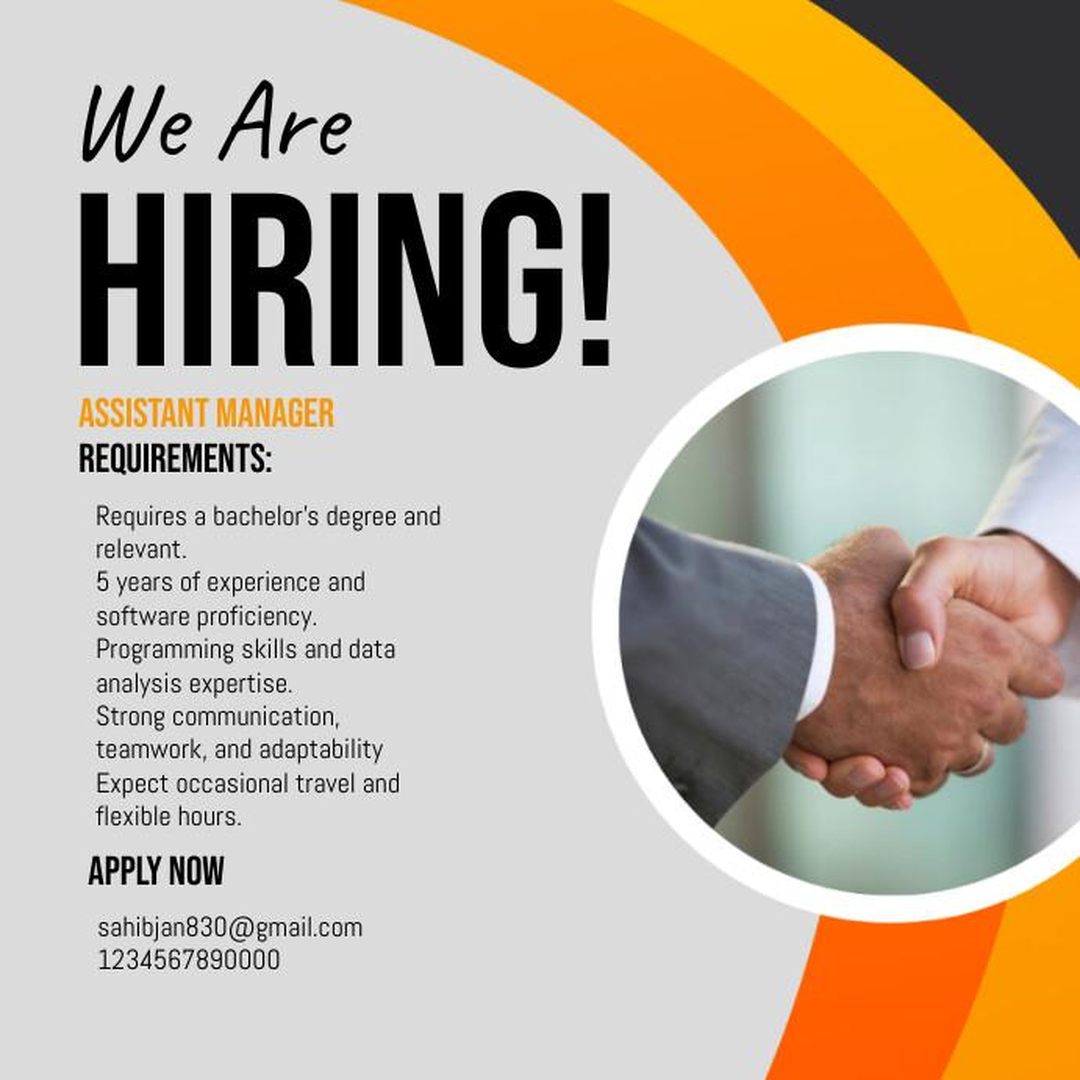 We Are
HIRING!
ASSISTANT MANAGER
REQUIREMENTS:
Requires a bachelor's degree and
relevant.
5 years of experience and
software proficiency.
Programming skills and data
analysis expertise.
Strong communication,
teamwork, and adaptability
Expect occasional travel and
flexible hours.
APPLY NOW
sahibjan830@gmail.com
1234567890000